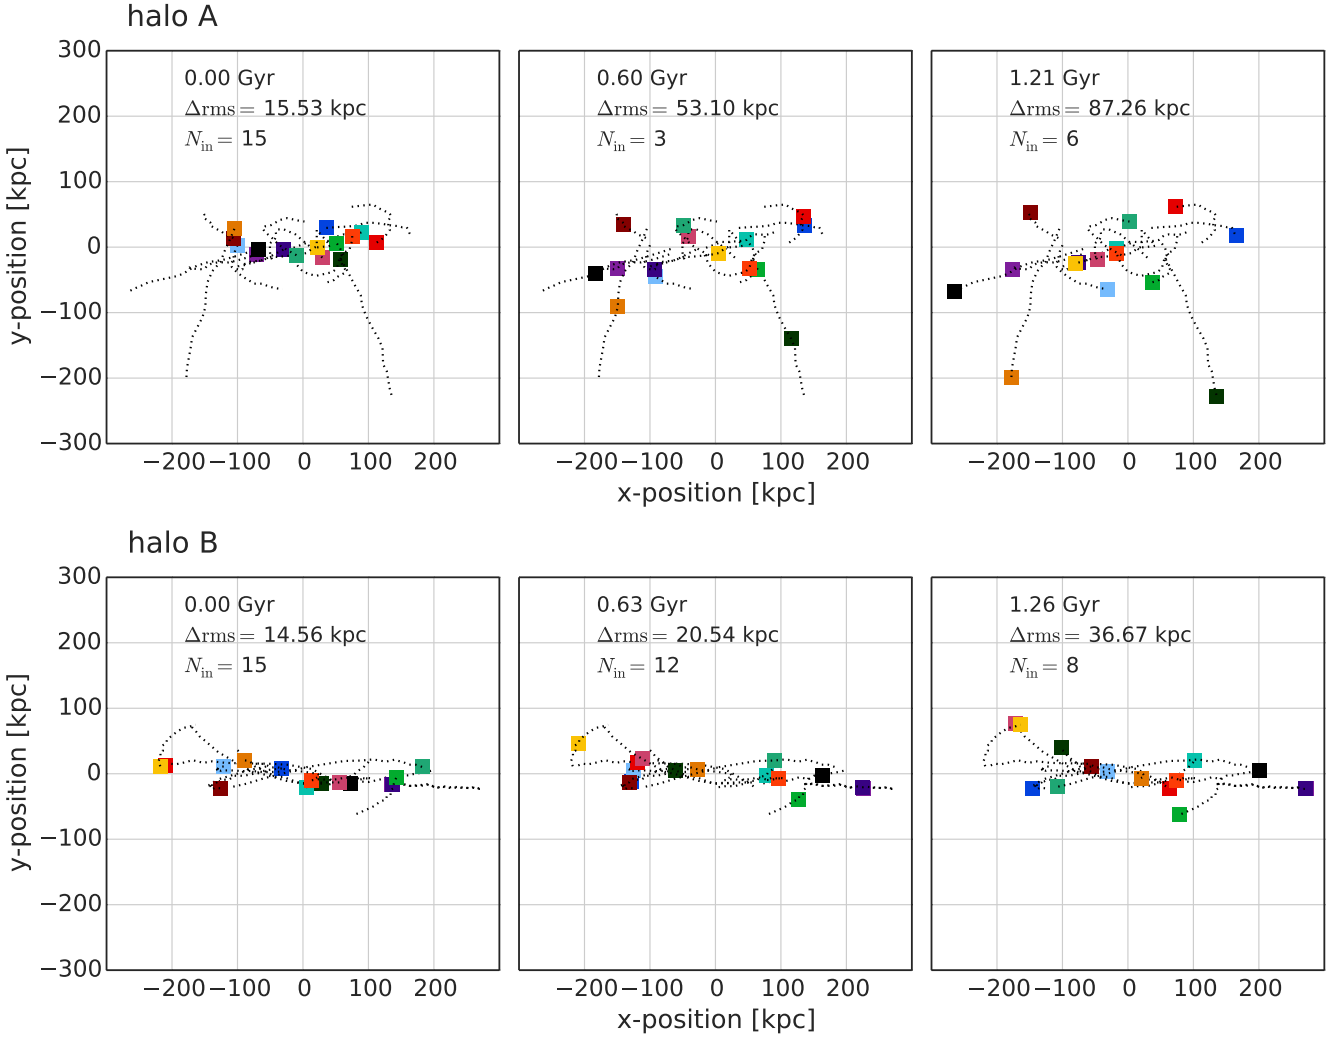 halo A
300
200
100
0
−100
−200
−300
y-position [kpc]
0.00 Gyr
Δrms= 15.53 kpc
N_in= 15
0.60 Gyr
Δrms= 53.10 kpc
N_in= 3
1.21 Gyr
Δrms= 87.26 kpc
N_in= 6
−200 −100 0 100 200
−200 −100 0 100 200
−200 −100 0 100 200
x-position [kpc]
halo B
300
200
100
0
−100
−200
−300
y-position [kpc]
0.00 Gyr
Δrms= 14.56 kpc
N_in= 15
0.63 Gyr
Δrms= 20.54 kpc
N_in= 12
1.26 Gyr
Δrms= 36.67 kpc
N_in= 8
−200 −100 0 100 200
−200 −100 0 100 200
−200 −100 0 100 200
x-position [kpc]